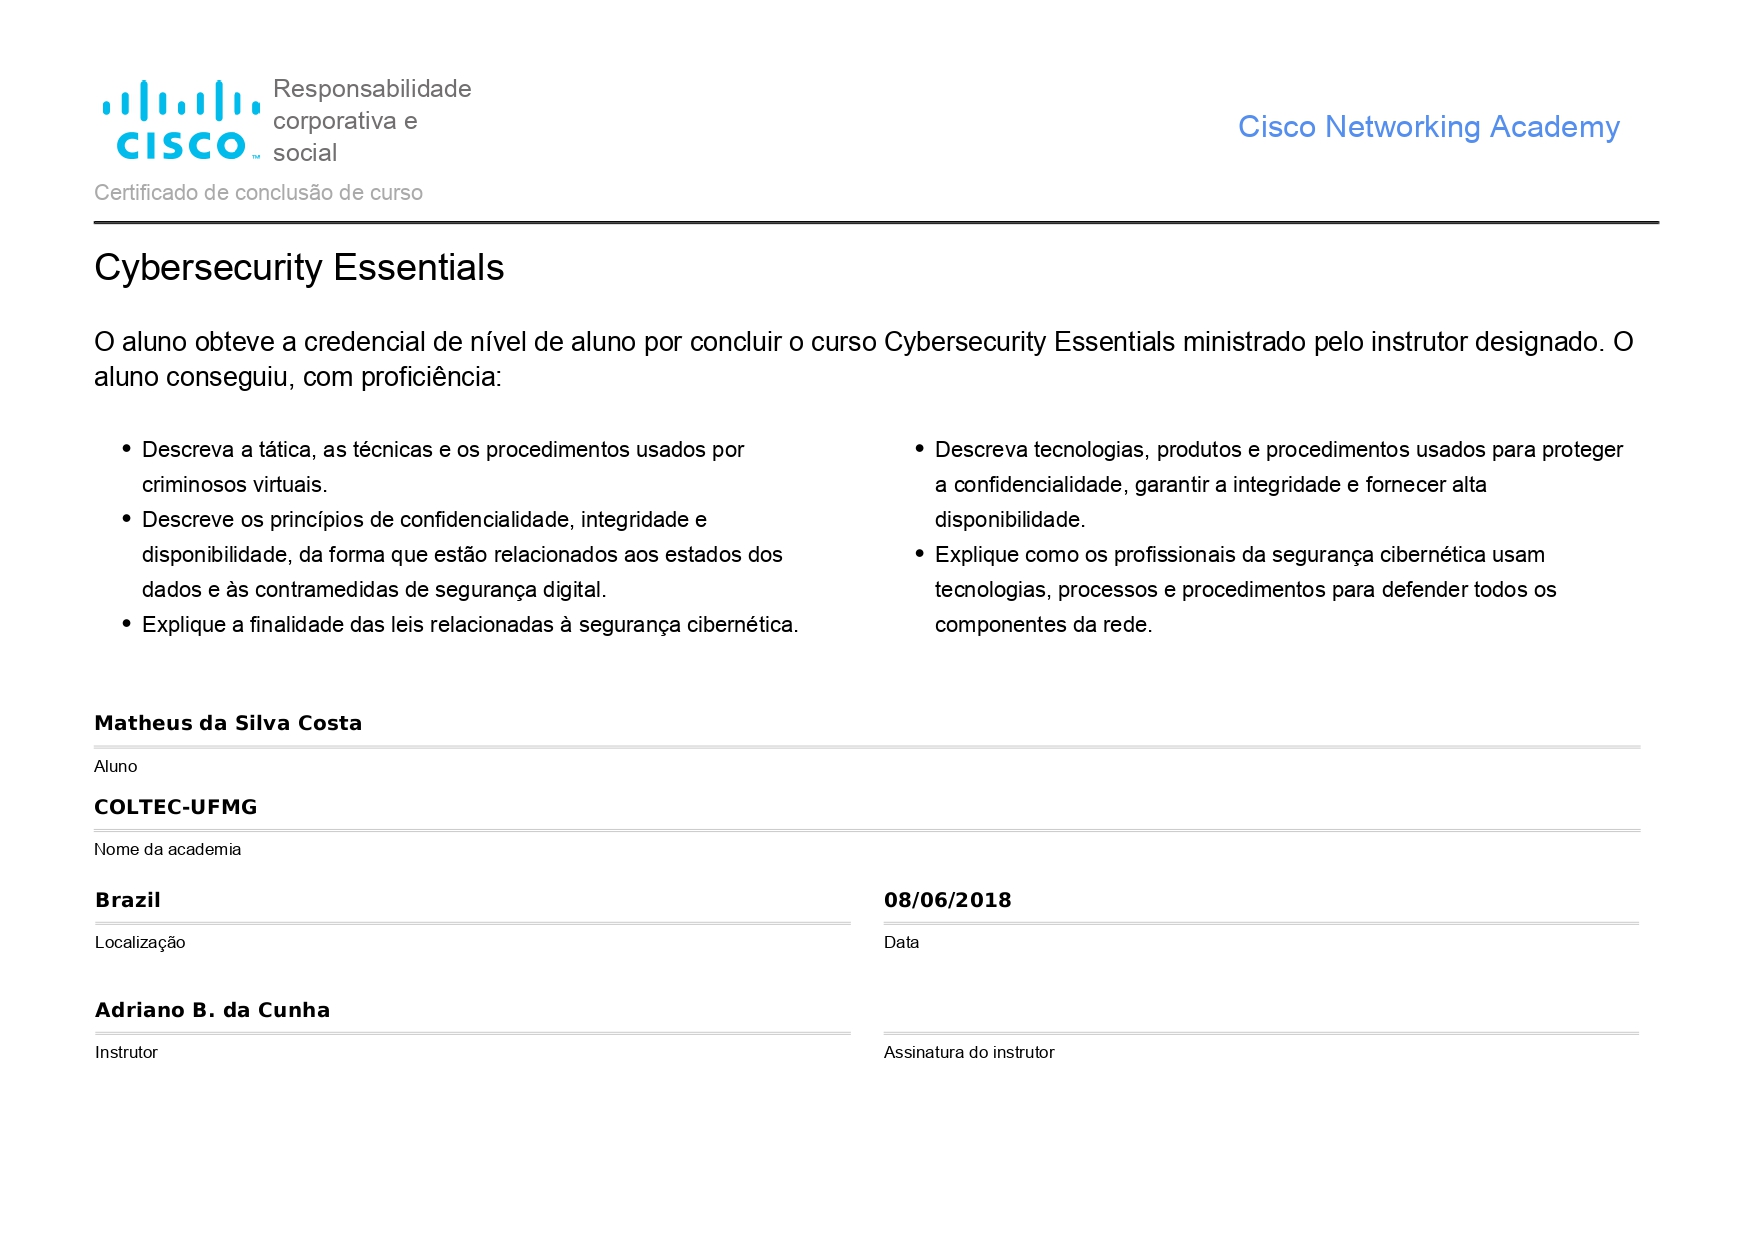 CISCO™
Responsabilidade
corporativa e
social
Cisco Networking Academy
Certificado de conclusão de curso
Cybersecurity Essentials
O aluno obteve a credencial de nível de aluno por concluir o curso Cybersecurity Essentials ministrado pelo instrutor designado. O
aluno conseguiu, com proficiência:
• Descreva a tática, as técnicas e os procedimentos usados por
criminosos virtuais.
• Descreve os princípios de confidencialidade, integridade e
disponibilidade, da forma que estão relacionados aos estados dos
dados e às contramedidas de segurança digital.
• Explique a finalidade das leis relacionadas à segurança cibernética.
• Descreva tecnologias, produtos e procedimentos usados para proteger
a confidencialidade, garantir a integridade e fornecer alta
disponibilidade.
• Explique como os profissionais da segurança cibernética usam
tecnologias, processos e procedimentos para defender todos os
componentes da rede.
Matheus da Silva Costa
Aluno
COLTEC-UFMG
Nome da academia
Brazil
Localização
08/06/2018
Data
Adriano B. da Cunha
Instrutor
Assinatura do instrutor